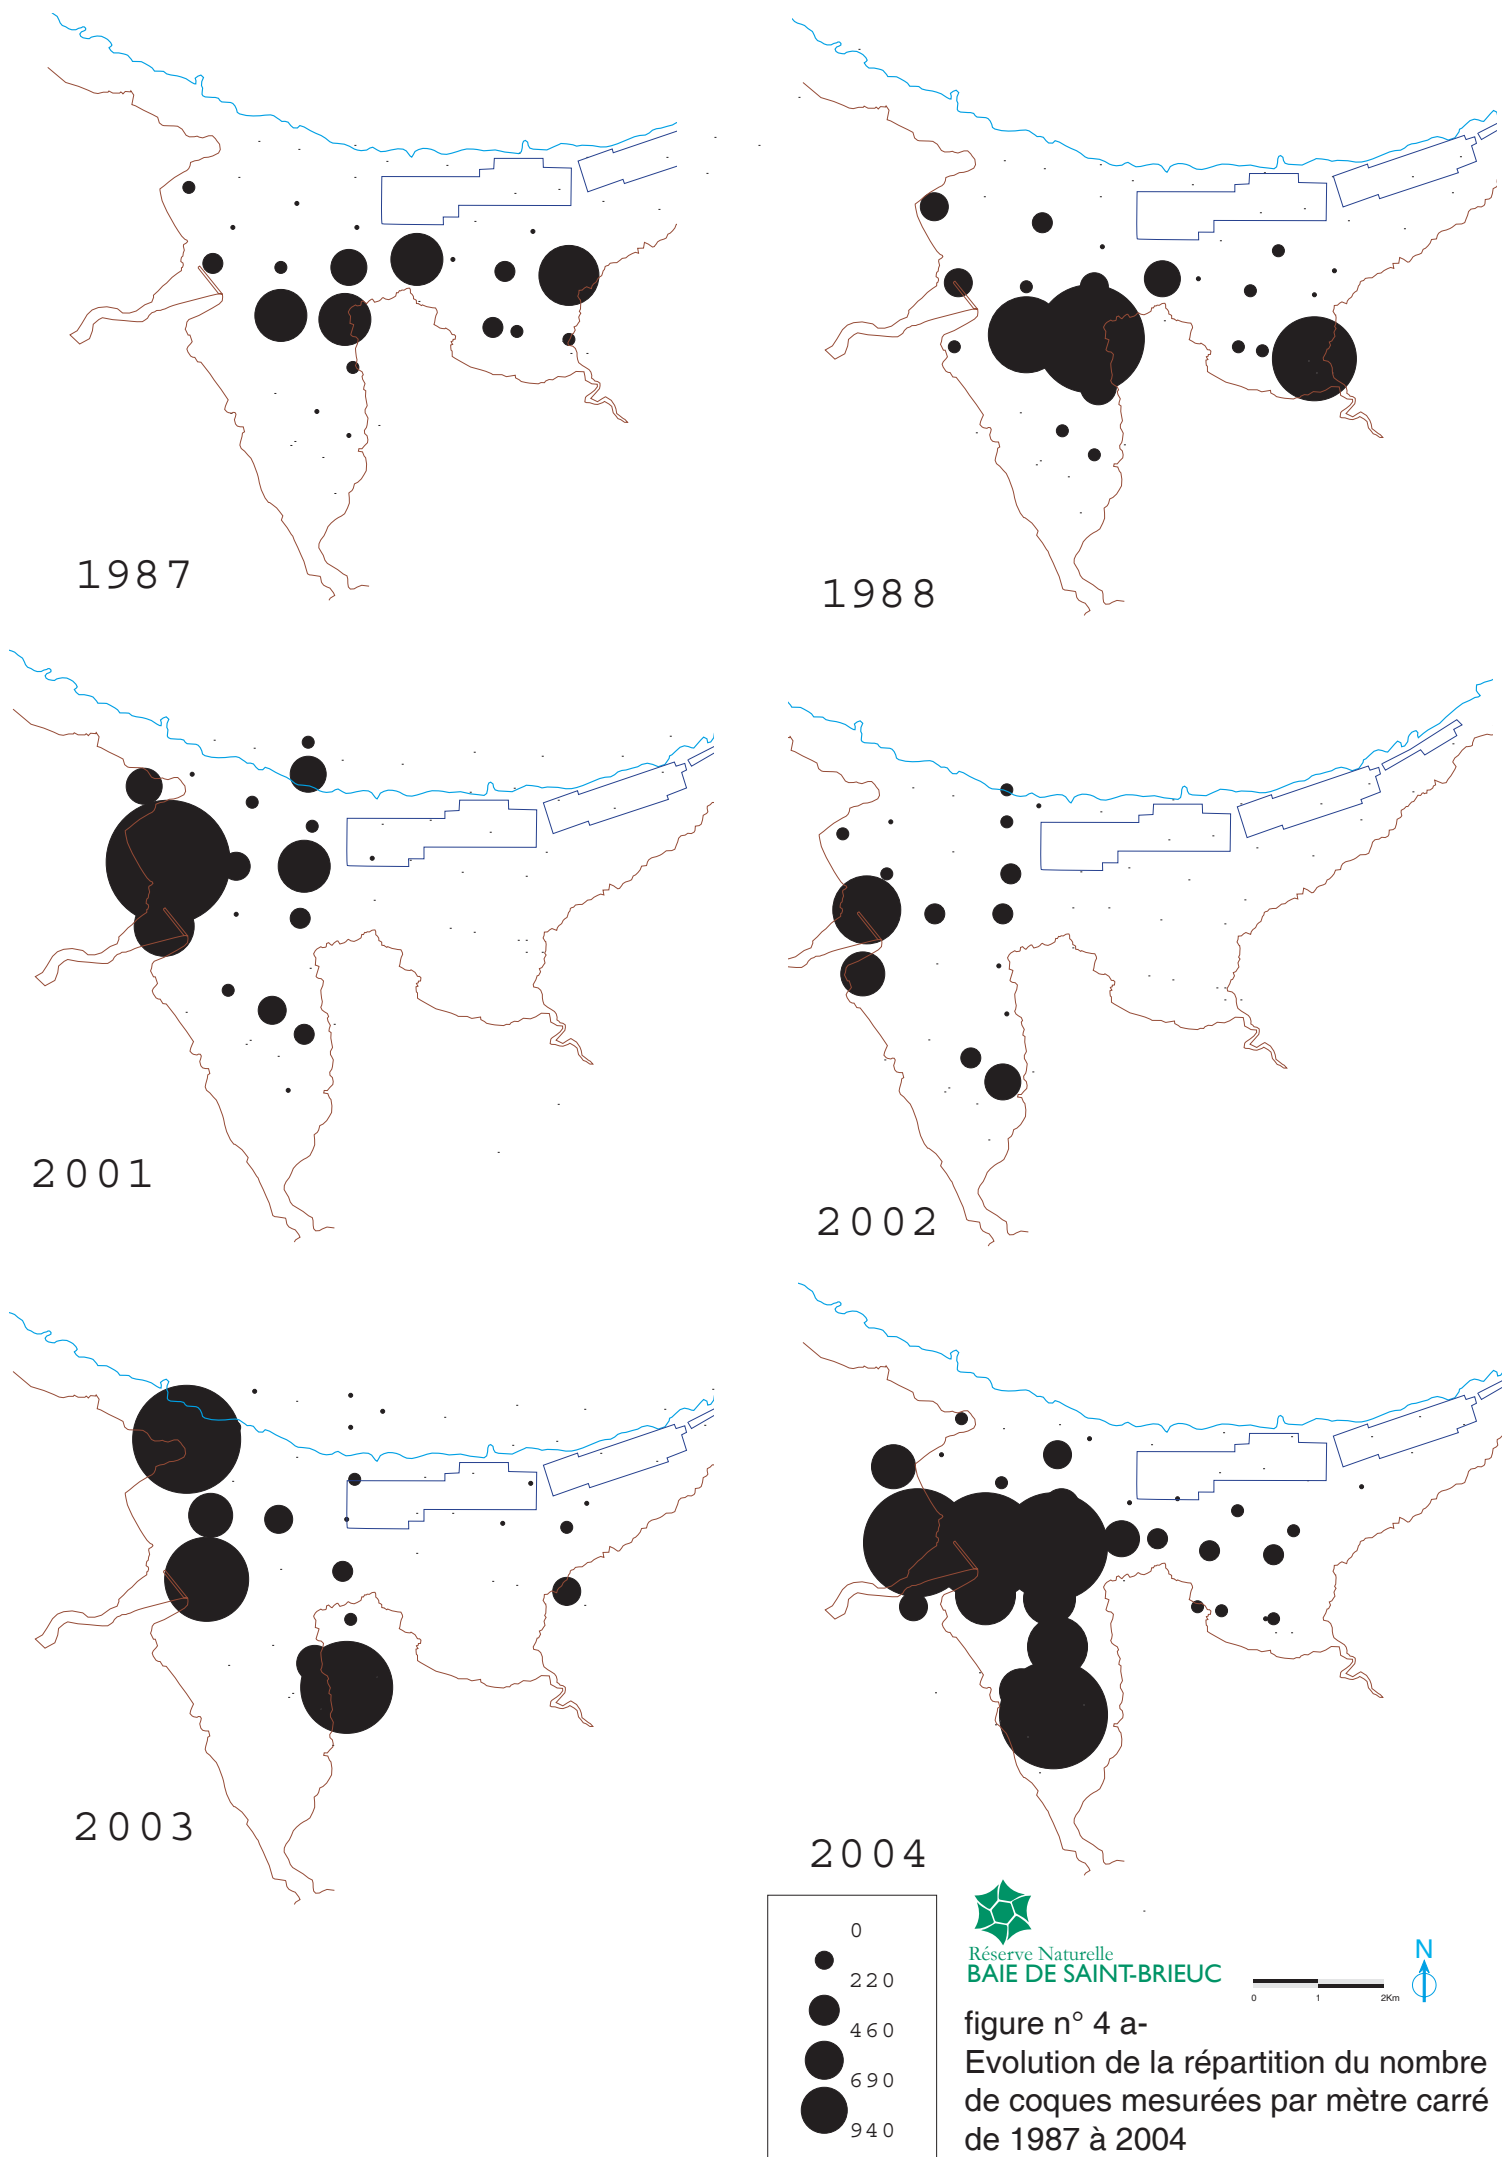 1987
1988
2001
2002
2003
2004
0
220
460
690
940
Réserve Naturelle
BAIE DE SAINT-BRIEUC
0 1 2Km
N
figure n° 4 a-
Evolution de la répartition du nombre
de coques mesurées par mètre carré
de 1987 à 2004